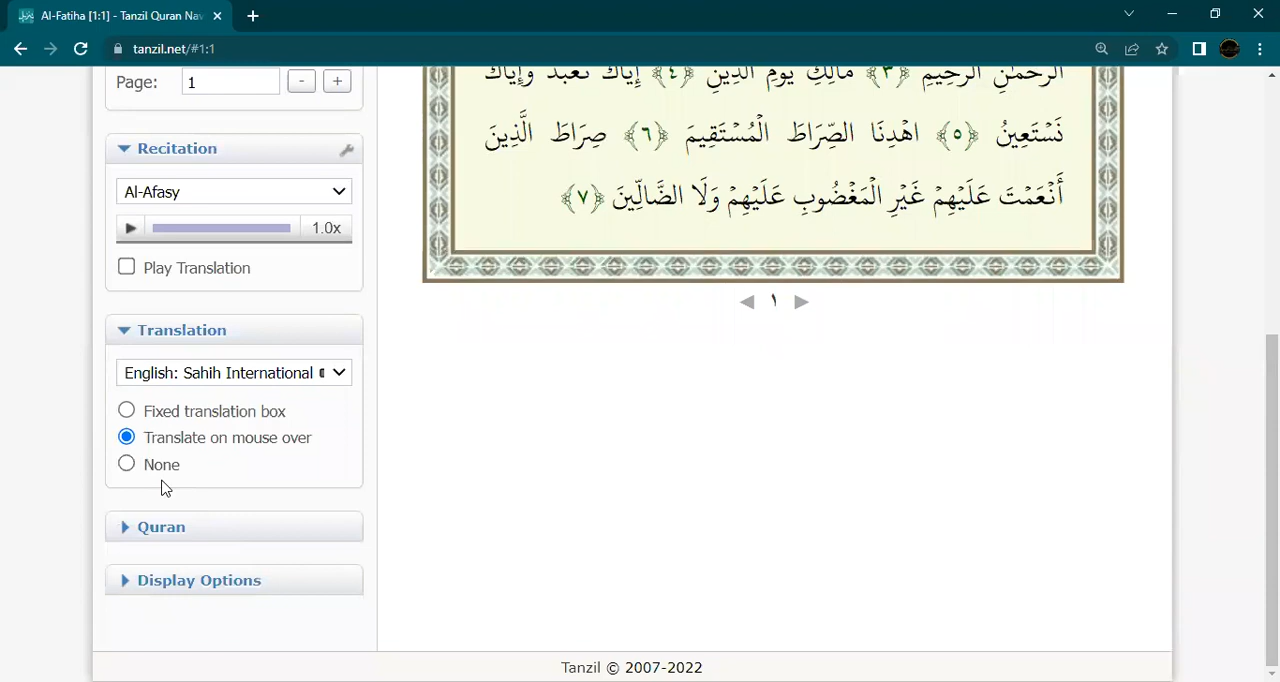 Al-Fatiha [1:1] - Tanzil Quran Nav
tanzil.net/#1:1
Page: 1 - +
Recitation
Al-Afasy
1.0x
Play Translation
Translation
English: Sahih International
Fixed translation box
Translate on mouse over
None
Quran
Display Options
الرَّحْمَٰنِ الرَّحِيمِ ﴿٣﴾ مَالِكِ يَوْمِ الدِّينِ ﴿٤﴾ إِيَّاكَ نَعْبُدُ وَإِيَّاكَ
نَسْتَعِينُ ﴿٥﴾ اهْدِنَا الصِّرَاطَ الْمُسْتَقِيمَ ﴿٦﴾ صِرَاطَ الَّذِينَ
أَنْعَمْتَ عَلَيْهِمْ غَيْرِ الْمَغْضُوبِ عَلَيْهِمْ وَلَا الضَّالِّينَ ﴿٧﴾
١
Tanzil © 2007-2022